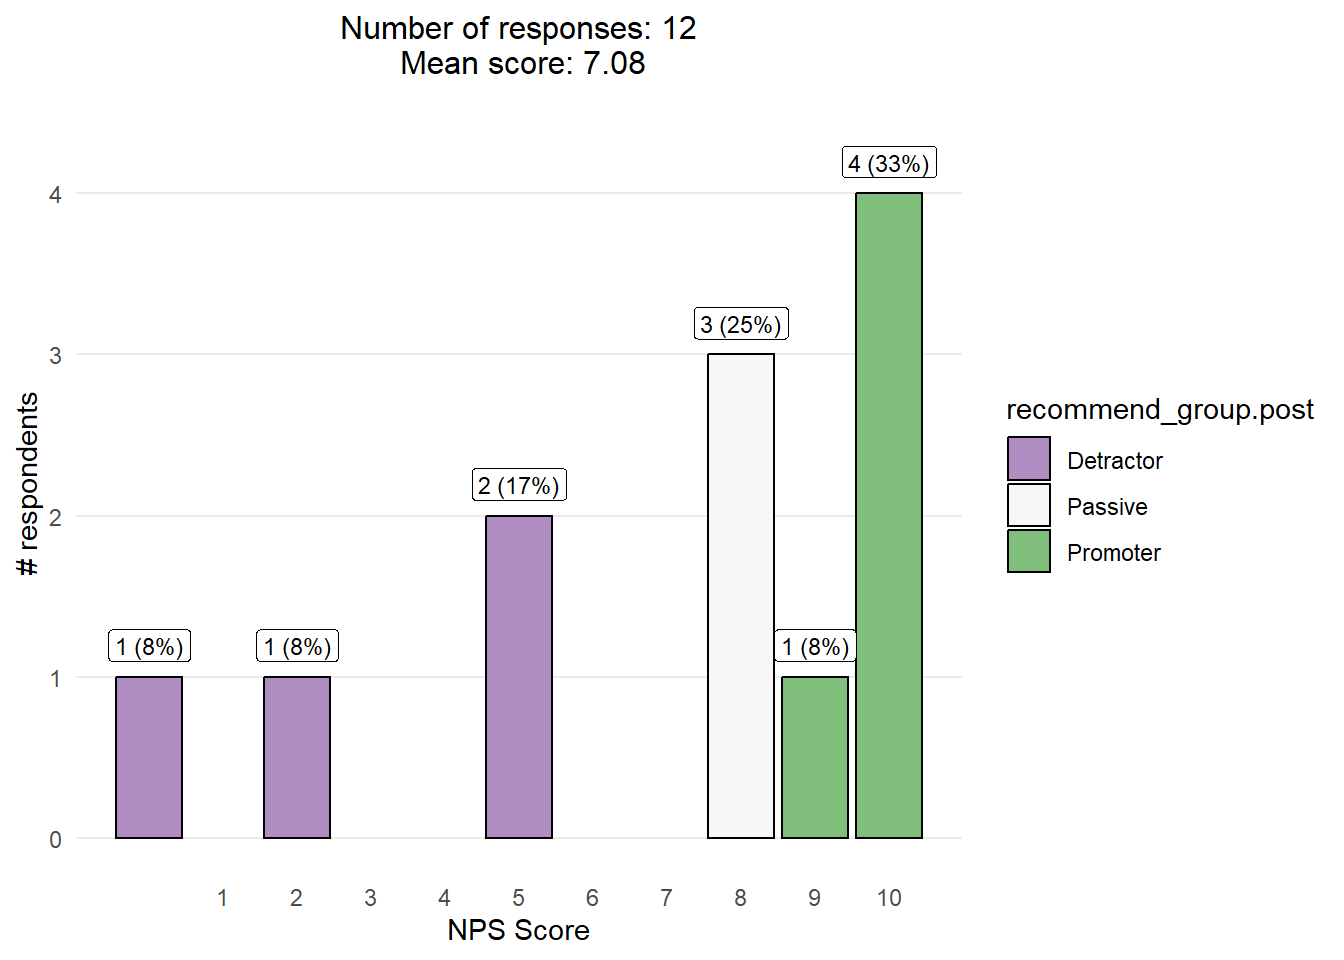 Number of responses: 12
Mean score: 7.08
4 (33%)
4
3 (25%)
3
2 (17%)
2
1 (8%)
1 (8%)
1 (8%)
1
0
# respondents
1 2 3 4 5 6 7 8 9 10
NPS Score
recommend_group.post
Detractor
Passive
Promoter